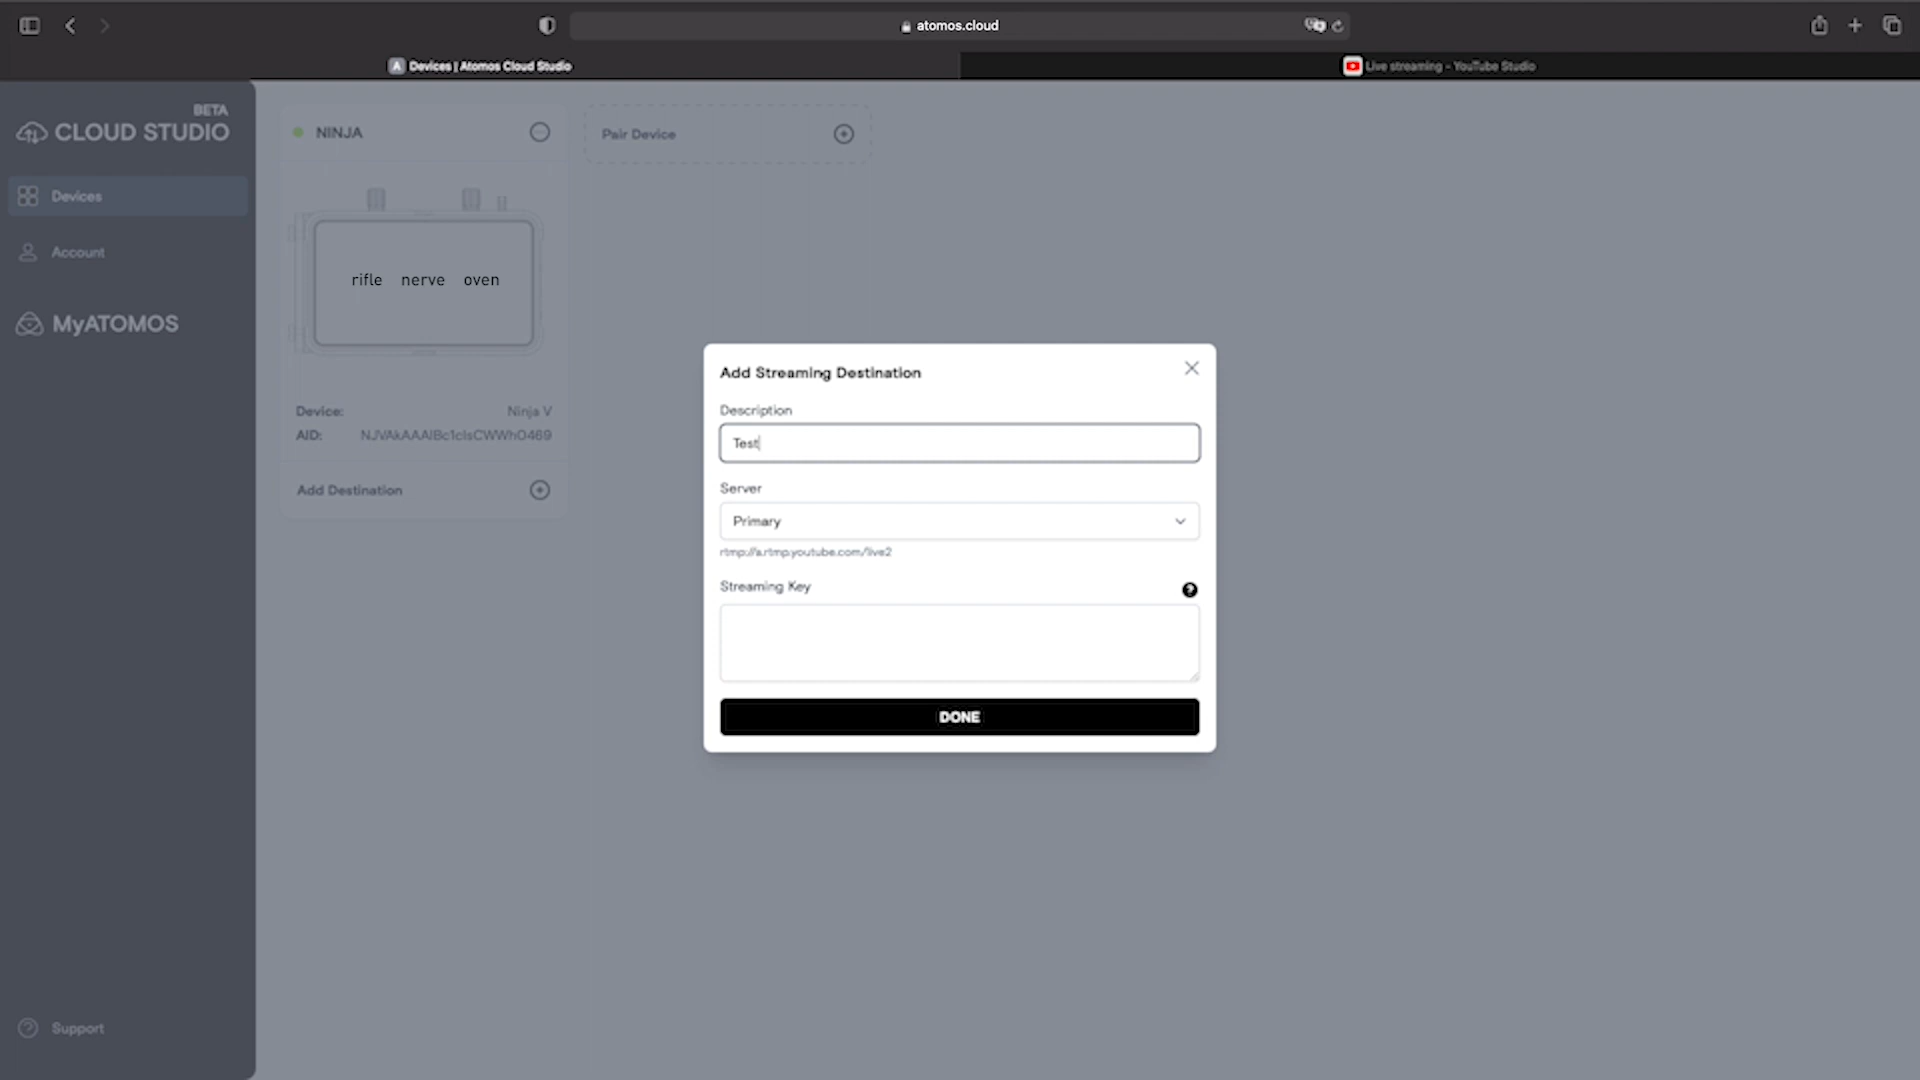 atomos.cloud
Devices | Atomos Cloud Studio
Live streaming - YouTube Studio
BETA
CLOUD STUDIO
Devices
Account
MyATOMOS
Support
NINJA
rifle nerve oven
Device: Ninja V
Add Destination
Pair Device
Add Streaming Destination
Description
Test
Server
Primary
rtmp://a.rtmp.youtube.com/live2
Streaming Key
DONE